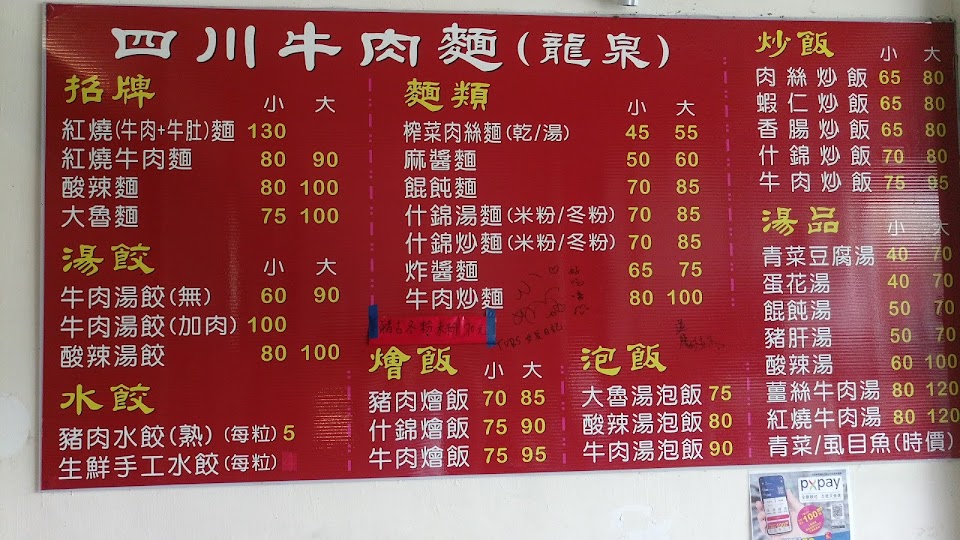 四川牛肉麵(龍泉)
招牌
小 大
紅燒(牛肉+牛肚)麵 130
紅燒牛肉麵 80 90
酸辣麵 80 100
大魯麵 75 100
湯餃
小 大
牛肉湯餃(無) 60 90
牛肉湯餃(加肉) 100
酸辣湯餃 80 100
水餃
豬肉水餃(熟)(每粒) 5
生鮮手工水餃(每粒)
麵類
小 大
榨菜肉絲麵(乾/湯) 45 55
麻醬麵 50 60
餛飩麵 70 85
什錦湯麵(米粉/冬粉) 70 85
什錦炒麵(米粉/冬粉) 70 85
炸醬麵 65 75
牛肉炒麵 80 100
燴飯
小 大
豬肉燴飯 70 85
什錦燴飯 75 90
牛肉燴飯 75 95
泡飯
大魯湯泡飯 75
酸辣湯泡飯 80
牛肉湯泡飯 90
炒飯
小 大
肉絲炒飯 65 80
蝦仁炒飯 65 80
香腸炒飯 65 80
什錦炒飯 70 80
牛肉炒飯 75 95
湯品
小 大
青菜豆腐湯 40 70
蛋花湯 40 70
餛飩湯 50 70
豬肝湯 50 70
酸辣湯 60 100
薑絲牛肉湯 80 120
紅燒牛肉湯 80 120
青菜/虱目魚(時價)
pxpay